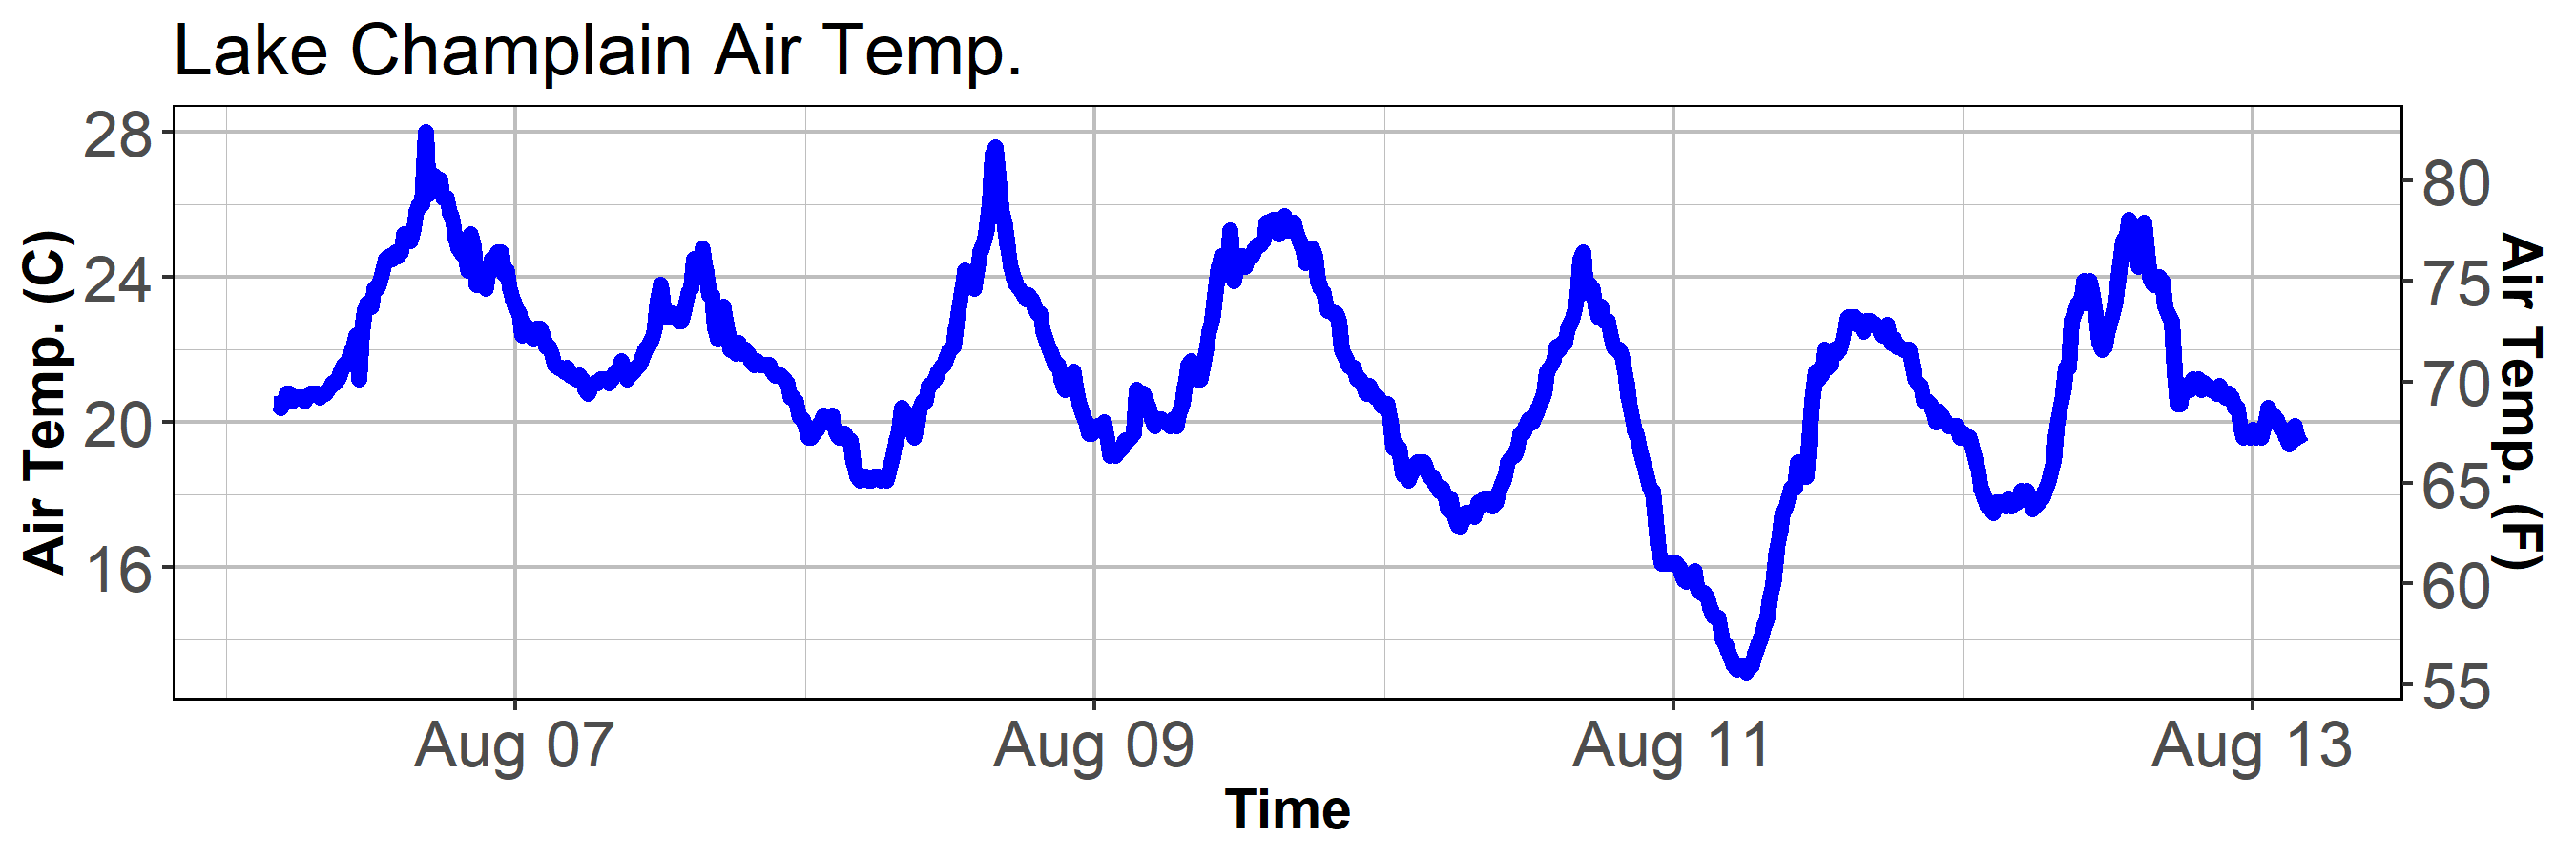 Lake Champlain Air Temp.
28
24
20
16
Air Temp. (C)
80
75
70
65
60
55
Air Temp. (F)
Aug 07
Aug 09
Aug 11
Aug 13
Time